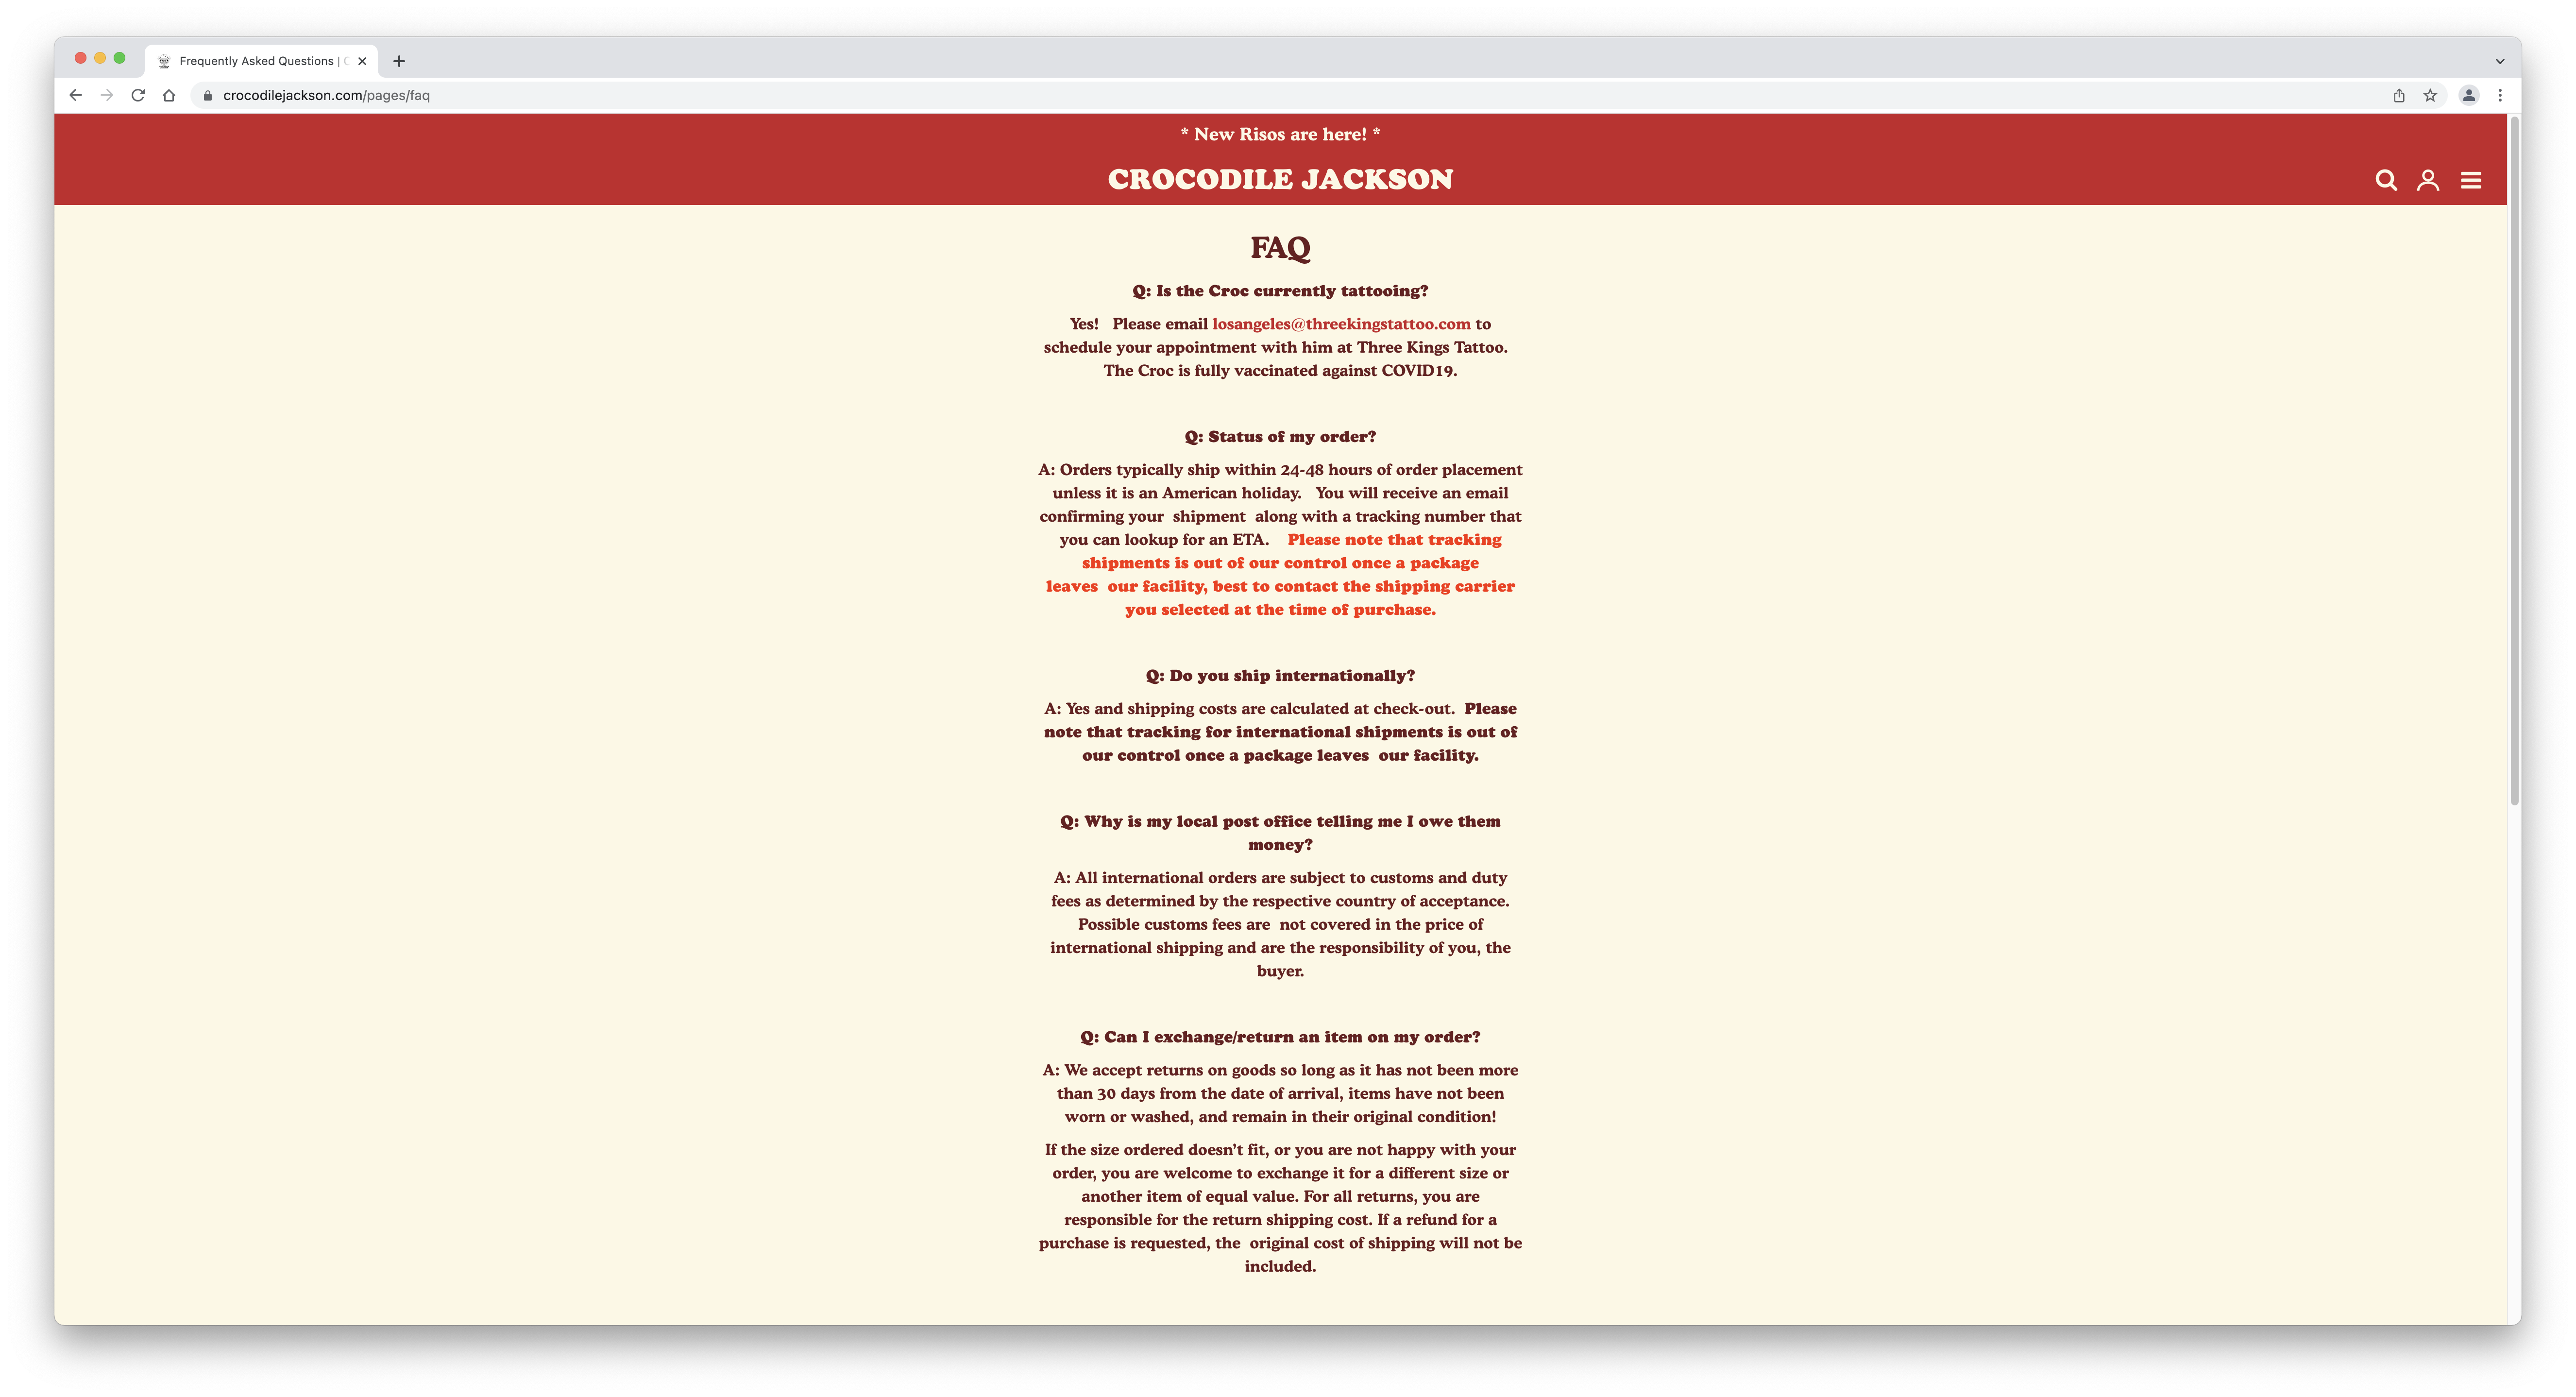 Frequently Asked Questions |
crocodilejackson.com/pages/faq
* New Risos are here! *
CROCODILE JACKSON
FAQ
Q: Is the Croc currently tattooing?
Yes!   Please email losangeles@threekingstattoo.com to
schedule your appointment with him at Three Kings Tattoo.
The Croc is fully vaccinated against COVID19.
Q: Status of my order?
A: Orders typically ship within 24-48 hours of order placement
unless it is an American holiday.   You will receive an email
confirming your  shipment  along with a tracking number that
you can lookup for an ETA.    Please note that tracking
shipments is out of our control once a package
leaves  our facility, best to contact the shipping carrier
you selected at the time of purchase.
Q: Do you ship internationally?
A: Yes and shipping costs are calculated at check-out.  Please
note that tracking for international shipments is out of
our control once a package leaves  our facility.
Q: Why is my local post office telling me I owe them
money?
A: All international orders are subject to customs and duty
fees as determined by the respective country of acceptance.
Possible customs fees are  not covered in the price of
international shipping and are the responsibility of you, the
buyer.
Q: Can I exchange/return an item on my order?
A: We accept returns on goods so long as it has not been more
than 30 days from the date of arrival, items have not been
worn or washed, and remain in their original condition!
If the size ordered doesn't fit, or you are not happy with your
order, you are welcome to exchange it for a different size or
another item of equal value. For all returns, you are
responsible for the return shipping cost. If a refund for a
purchase is requested, the  original cost of shipping will not be
included.